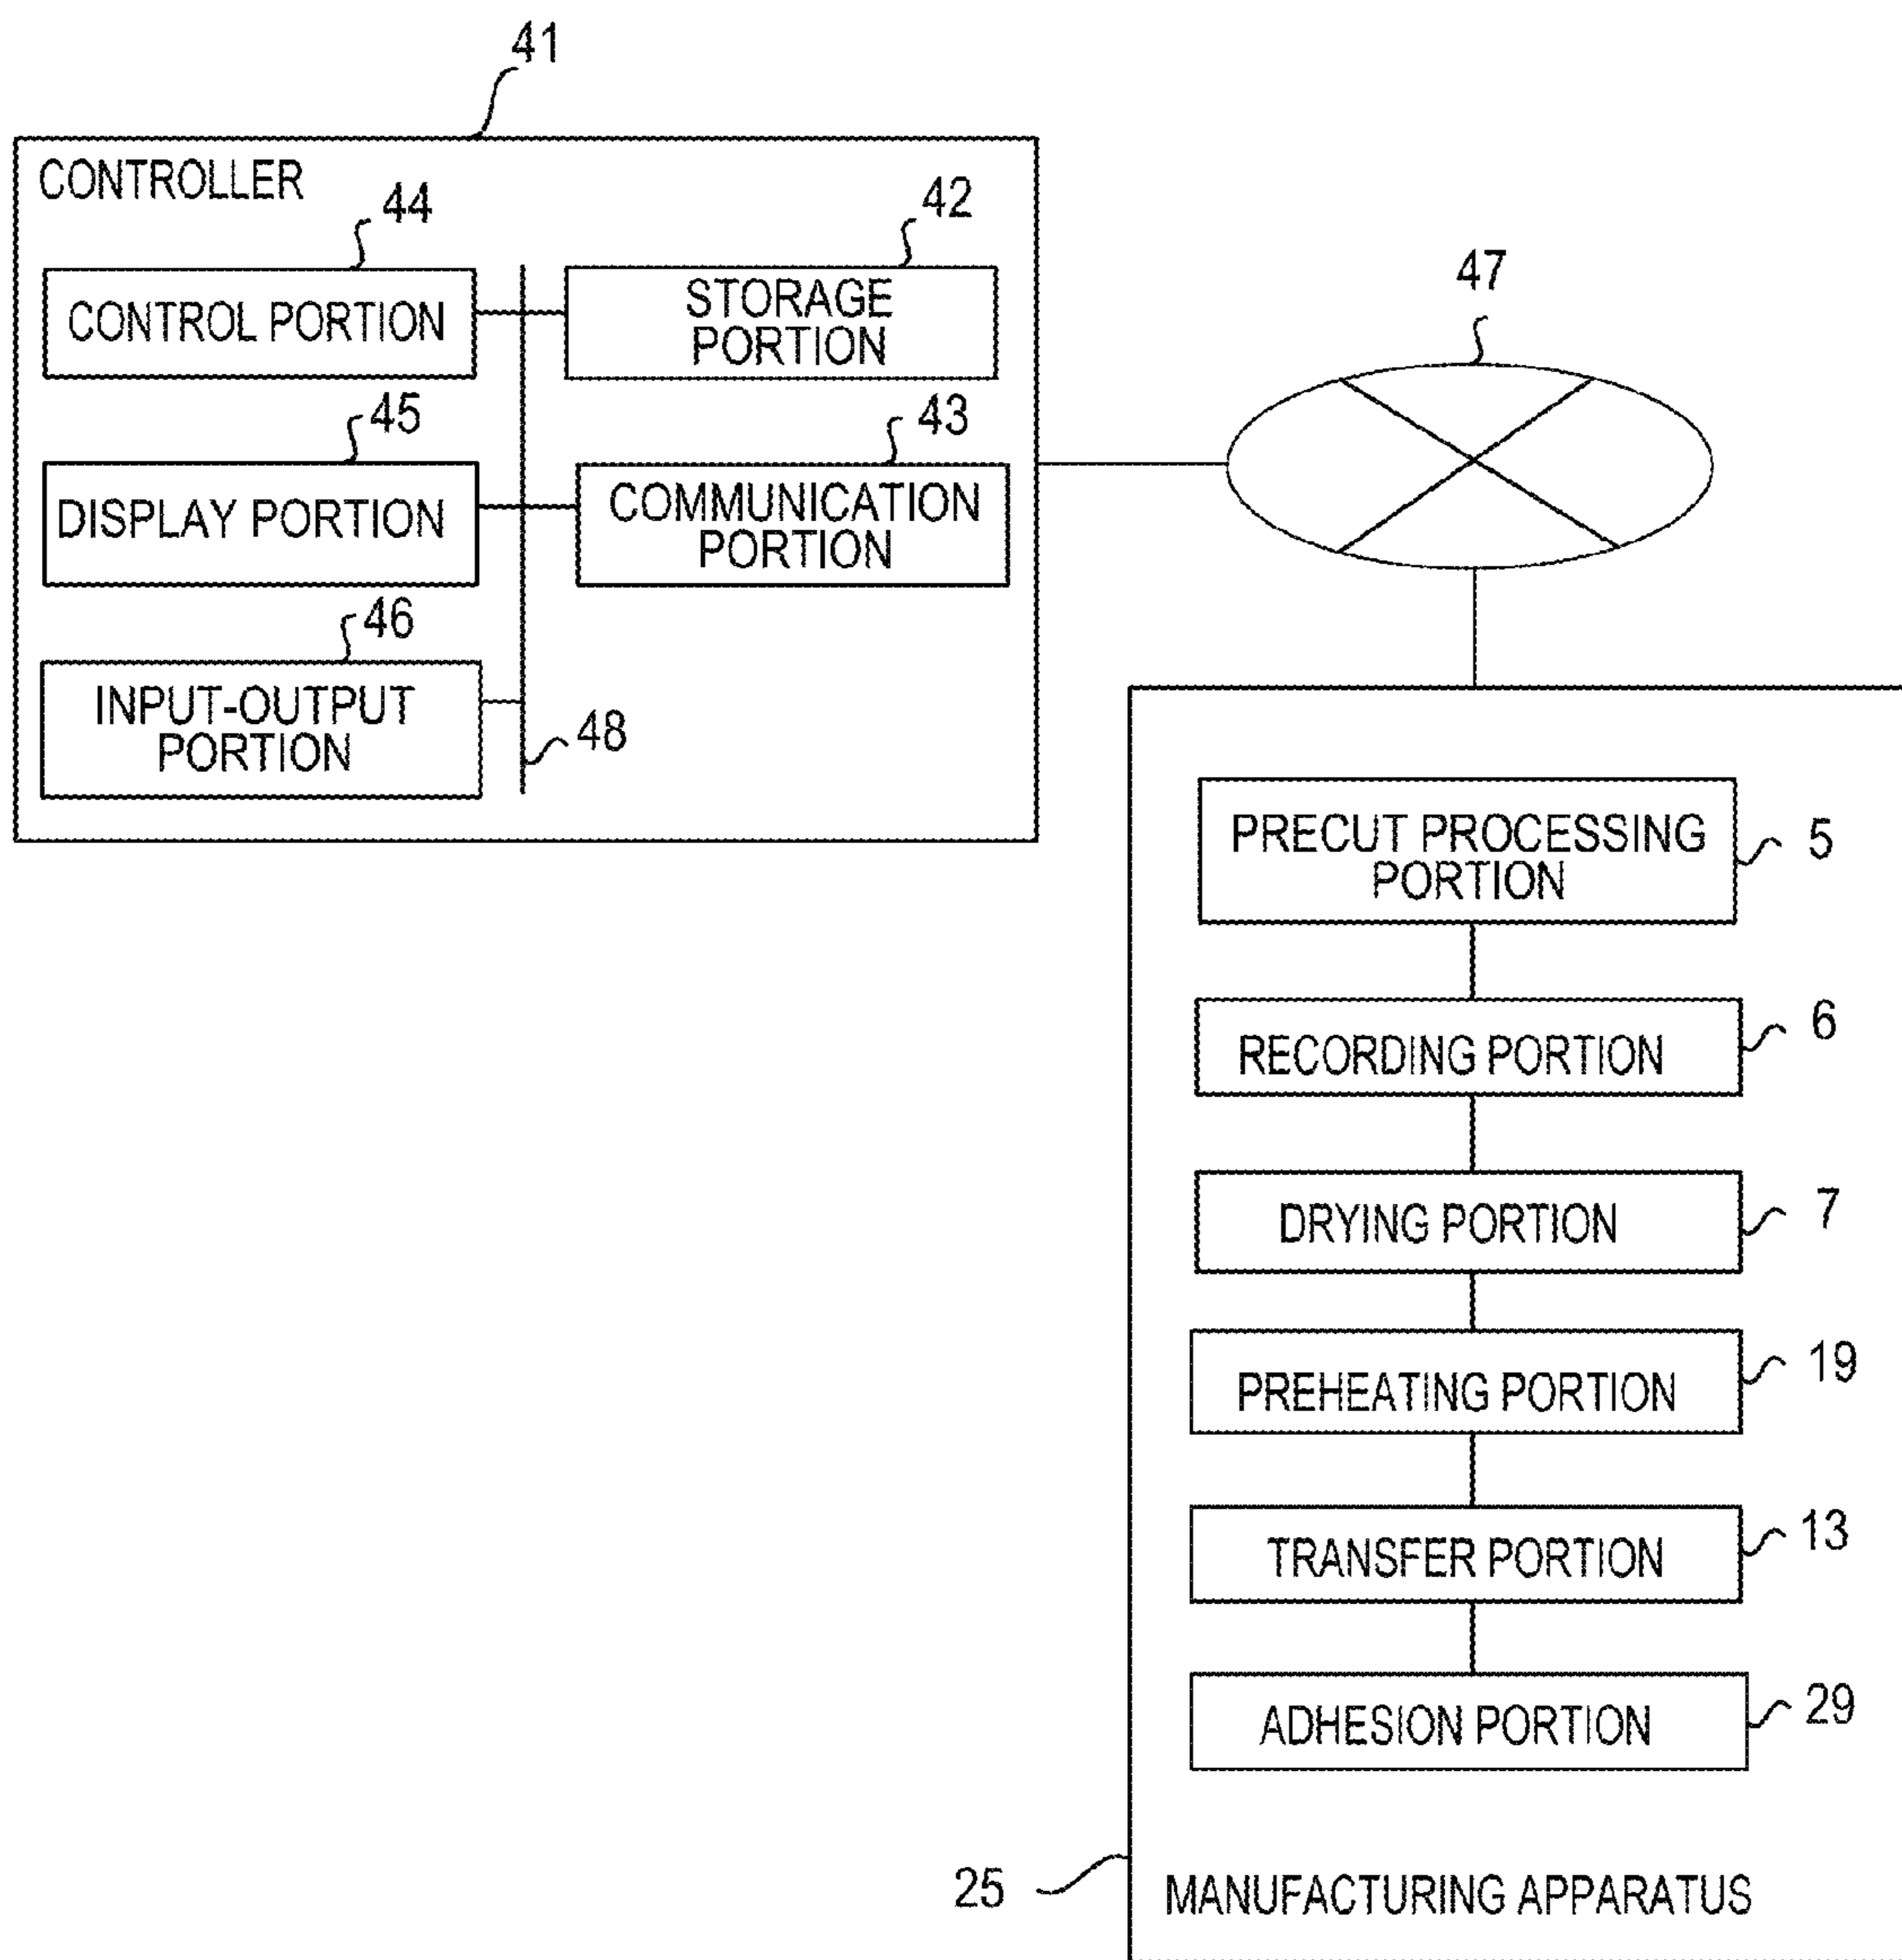 41
CONTROLLER
44
42
CONTROL PORTION
STORAGE
PORTION
47
45
43
DISPLAY PORTION
COMMUNICATION
PORTION
46
INPUT-OUTPUT
PORTION
48
PRECUT PROCESSING
PORTION
5
RECORDING PORTION
6
DRYING PORTION
7
PREHEATING PORTION
19
TRANSFER PORTION
13
ADHESION PORTION
29
25
MANUFACTURING APPARATUS